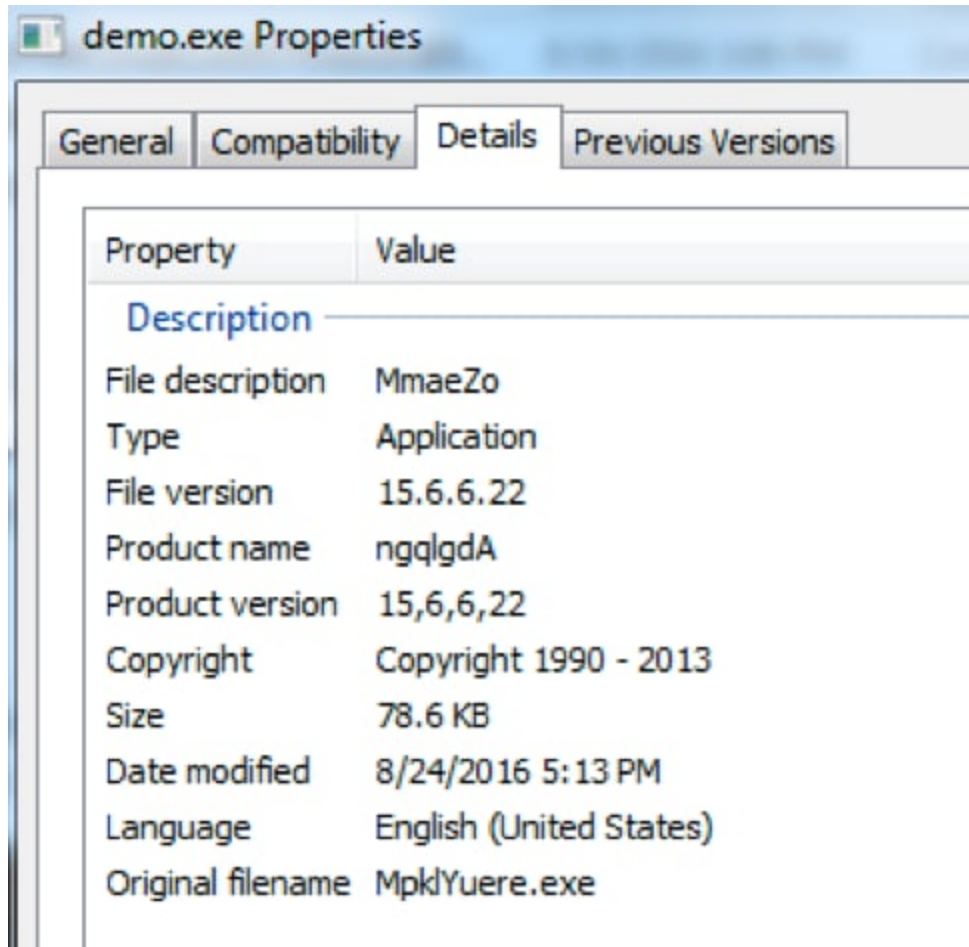 demo.exe Properties
General Compatibility Details Previous Versions
Property Value
Description
File description MmaeZo
Type Application
File version 15.6.6.22
Product name ngqlgdA
Product version 15,6,6,22
Copyright Copyright 1990 - 2013
Size 78.6 KB
Date modified 8/24/2016 5:13 PM
Language English (United States)
Original filename MpklYuere.exe